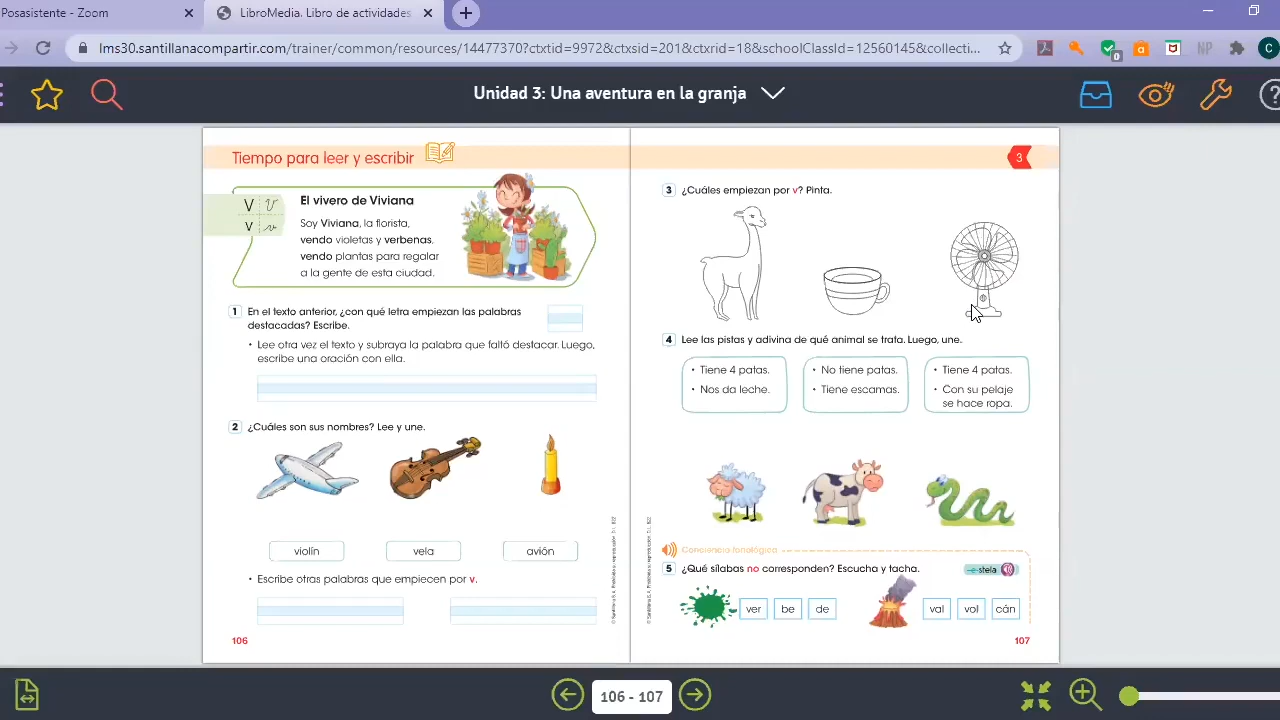 Posasistente - Zoom
LibroMedia. Libro de actividades
lms30.santillanacompartir.com/trainer/common/resources/14477370?ctxtid=9972&ctxsid=201&ctxrid=18&schoolClassId=12560145&collecti...
0
a
NP
C
Unidad 3: Una aventura en la granja
?
Tiempo para leer y escribir
V V
v v
El vivero de Viviana
Soy Viviana, la florista,
vendo violetas y verbenas,
vendo plantas para regalar
a la gente de esta ciudad.
1 En el texto anterior, ¿con qué letra empiezan las palabras
destacadas? Escribe.
• Lee otra vez el texto y subraya la palabra que faltó destacar. Luego,
escribe una oración con ella.
2 ¿Cuáles son sus nombres? Lee y une.
violín
vela
avión
• Escribe otras palabras que empiecen por v.
106
3
3 ¿Cuáles empiezan por v? Pinta.
4 Lee las pistas y adivina de qué animal se trata. Luego, une.
• Tiene 4 patas.
• Nos da leche.
• No tiene patas.
• Tiene escamas.
• Tiene 4 patas.
• Con su pelaje
se hace ropa.
Conciencia fonológica
5 ¿Qué sílabas no corresponden? Escucha y tacha.
-e-stela
ver be de
val vol cán
107
106 - 107